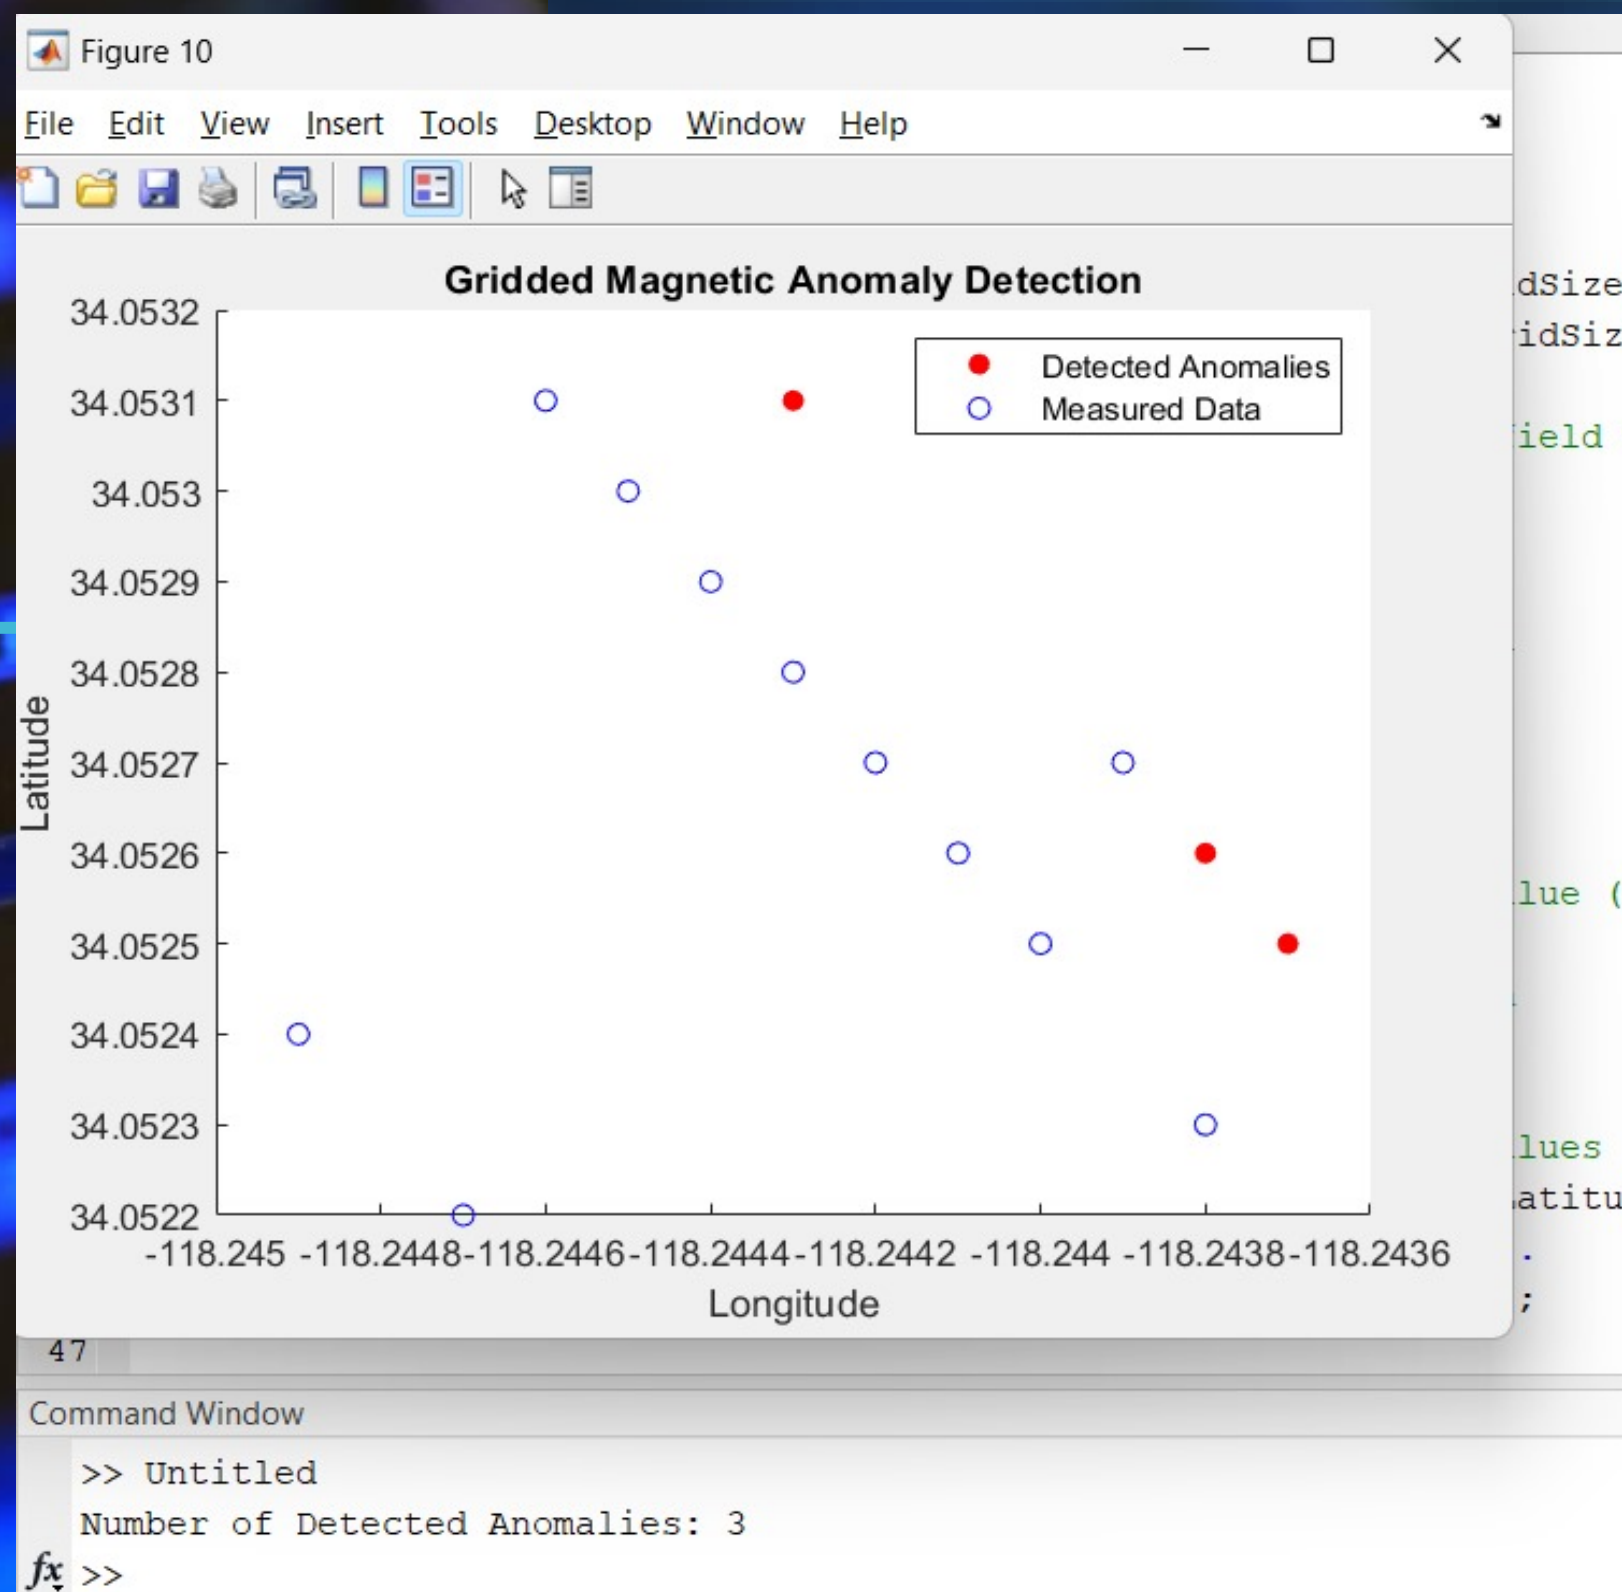 Figure 10
File Edit View Insert Tools Desktop Window Help
Gridded Magnetic Anomaly Detection
34.0532
34.0531
34.053
34.0529
34.0528
34.0527
34.0526
34.0525
34.0524
34.0523
34.0522
Latitude
Detected Anomalies
Measured Data
-118.245 -118.2448 -118.2446 -118.2444 -118.2442 -118.244 -118.2438 -118.2436
Longitude
dSize
idSiz
ield
lue (
lues
atitu
.
;
47
Command Window
>> Untitled
Number of Detected Anomalies: 3
fx >>